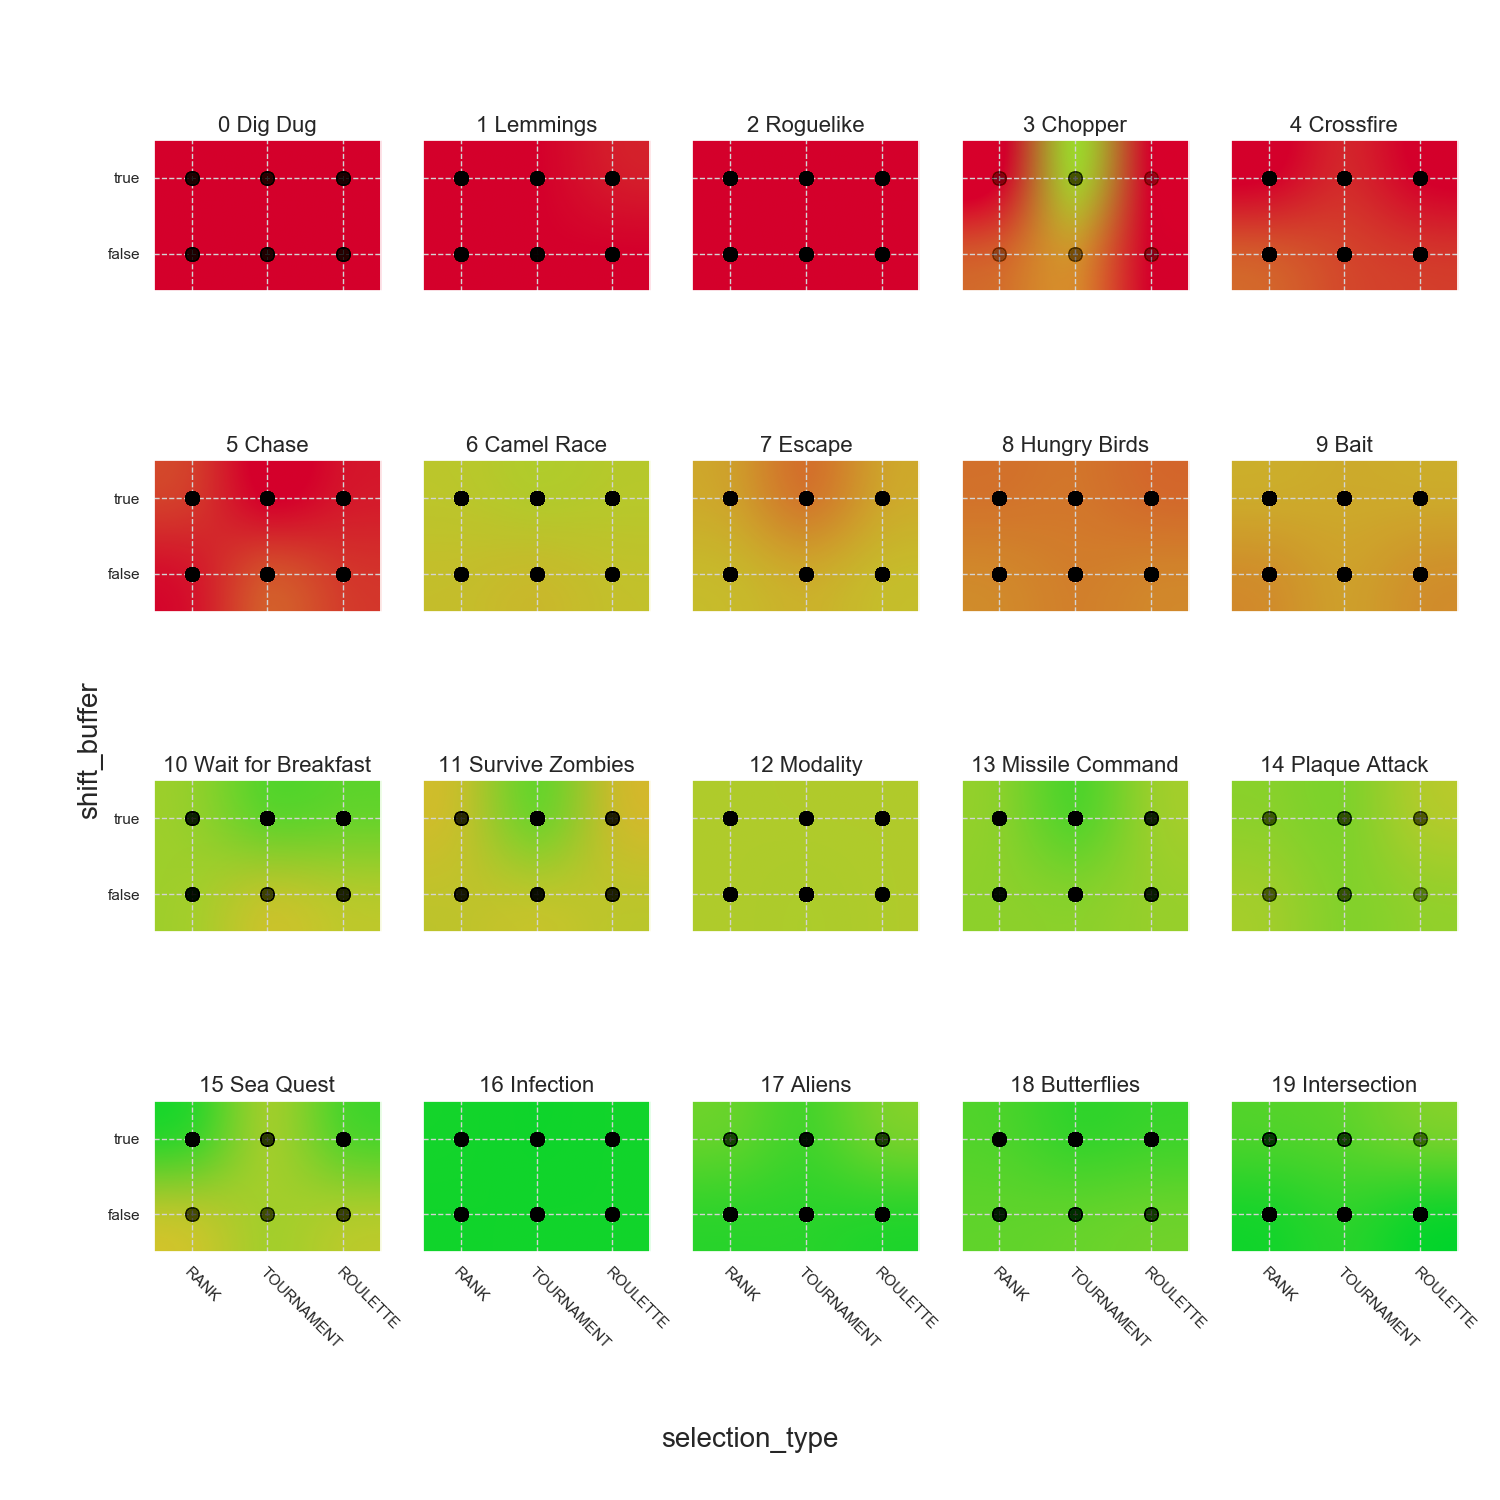 0 Dig Dug
1 Lemmings
2 Roguelike
3 Chopper
4 Crossfire
true
false
5 Chase
6 Camel Race
7 Escape
8 Hungry Birds
9 Bait
true
false
shift_buffer
10 Wait for Breakfast
11 Survive Zombies
12 Modality
13 Missile Command
14 Plaque Attack
true
false
15 Sea Quest
16 Infection
17 Aliens
18 Butterflies
19 Intersection
true
false
RANK
TOURNAMENT
ROULETTE
RANK
TOURNAMENT
ROULETTE
RANK
TOURNAMENT
ROULETTE
RANK
TOURNAMENT
ROULETTE
RANK
TOURNAMENT
ROULETTE
selection_type